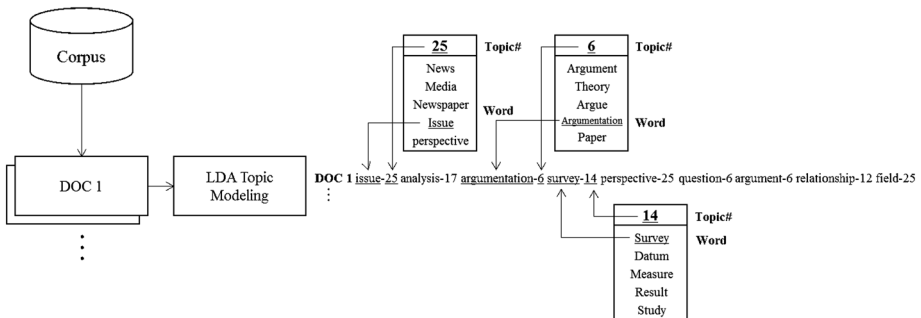 Corpus
DOC 1
LDA Topic
Modeling
25 Topic#
News
Media
Newspaper
Word
Issue
perspective
6 Topic#
Argument
Theory
Argue
Argumentation Word
Paper
DOC 1 issue-25 analysis-17 argumentation-6 survey-14 perspective-25 question-6 argument-6 relationship-12 field-25
14 Topic#
Survey Word
Datum
Measure
Result
Study